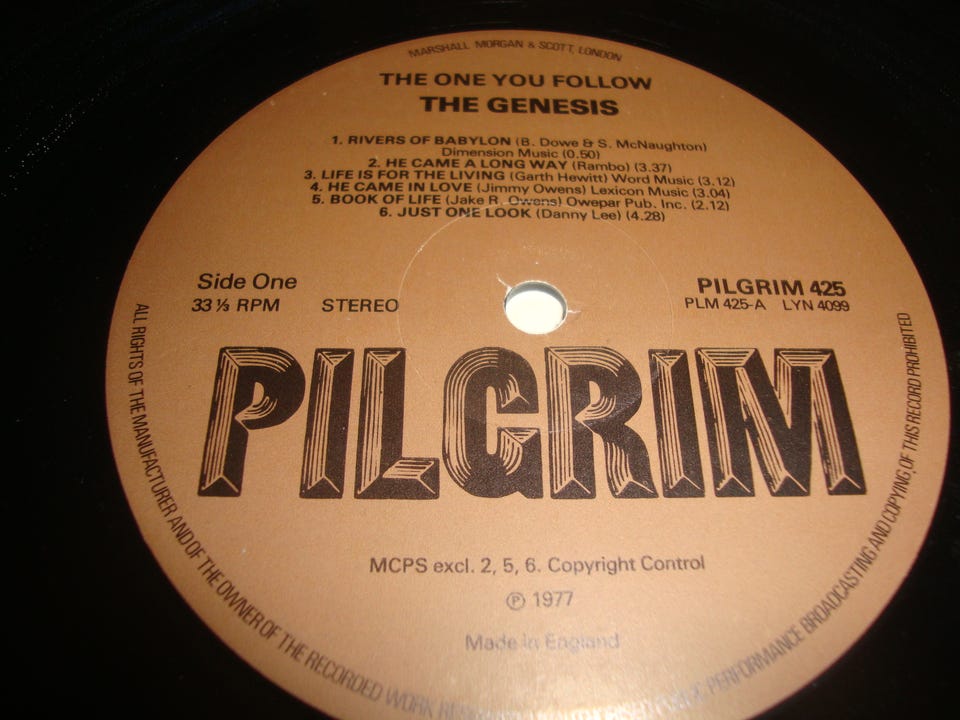 MARSHALL MORGAN & SCOTT, LONDON
THE ONE YOU FOLLOW
THE GENESIS
1. RIVERS OF BABYLON (B. Dowe & S. McNaughton)
Dimension Music (0.50)
2. HE CAME A LONG WAY (Rambo) (3.37)
3. LIFE IS FOR THE LIVING (Garth Hewitt) Word Music (3.12)
4. HE CAME IN LOVE (Jimmy Owens) Lexicon Music (3.04)
5. BOOK OF LIFE (Jake R. Owens) Owepar Pub. Inc. (2.12)
6. JUST ONE LOOK (Danny Lee) (4.28)
Side One
33 ⅓ RPM STEREO
PILGRIM 425
PLM 425-A LYN 4099
PILGRIM
MCPS excl. 2, 5, 6. Copyright Control
℗ 1977
Made in England
ALL RIGHTS OF THE MANUFACTURER AND OF THE OWNER OF THE RECORDED WORK PERFORMANCE BROADCASTING AND COPYING OF THIS RECORD PROHIBITED